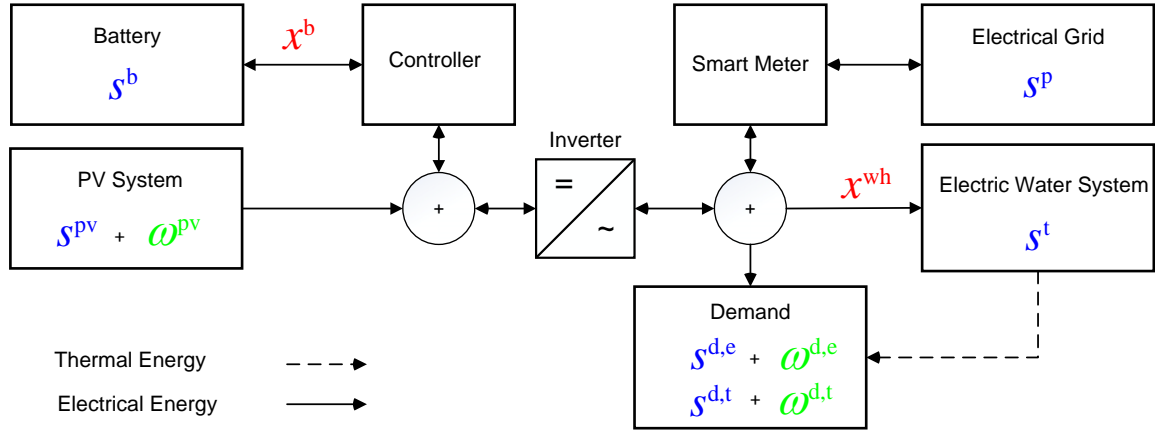 Battery
s^b
x^b
Controller
Smart Meter
Electrical Grid
s^p
PV System
s^pv + ω^pv
+
Inverter
=
~
+
x^wh
Electric Water System
s^t
Demand
s^d,e + ω^d,e
s^d,t + ω^d,t
Thermal Energy
Electrical Energy